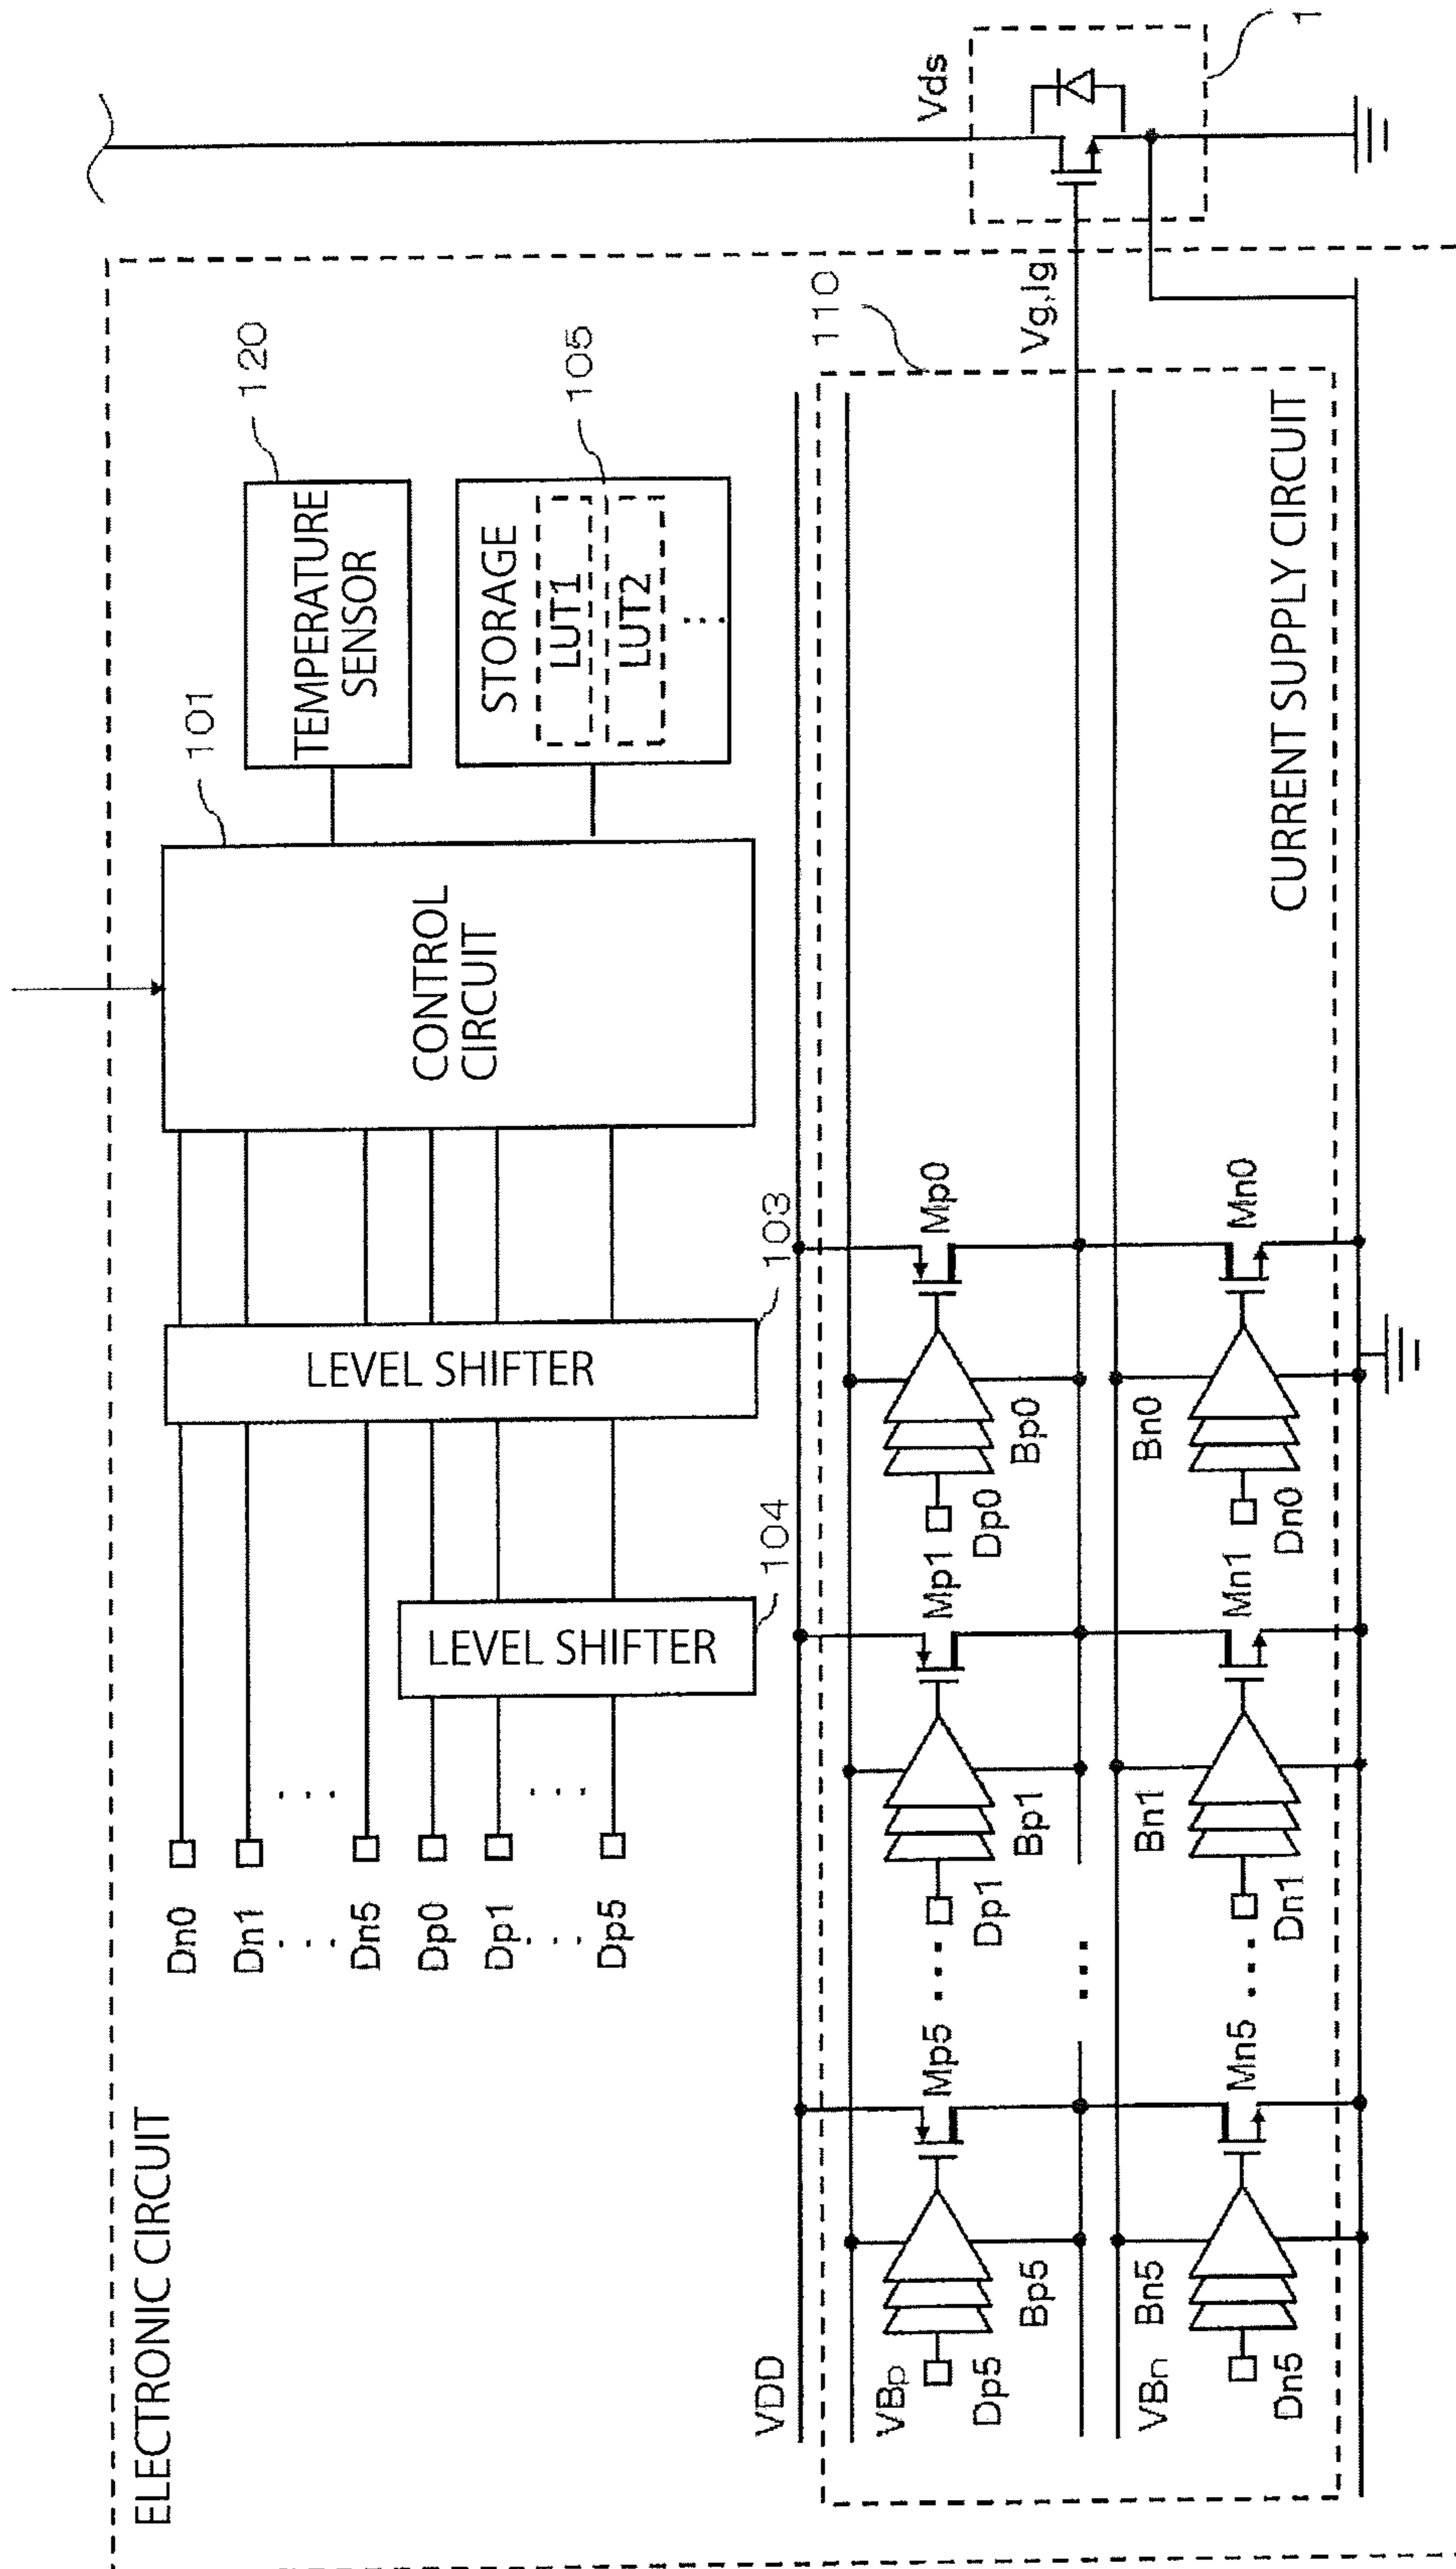 ELECTRONIC CIRCUIT
Dn0
Dn1
Dn5
Dp0
Dp1
Dp5
LEVEL SHIFTER
104
LEVEL SHIFTER
103
CONTROL
CIRCUIT
101
TEMPERATURE
SENSOR
120
STORAGE
LUT1
LUT2
105
VDD
110
VBp
Dp5
Bp5
Mp5
Dp1
Bp1
Mp1
Dp0
Bp0
Mp0
Vg,Ig
Vds
1
VBn
Dn5
Bn5
Mn5
Dn1
Bn1
Mn1
Dn0
Bn0
Mn0
CURRENT SUPPLY CIRCUIT